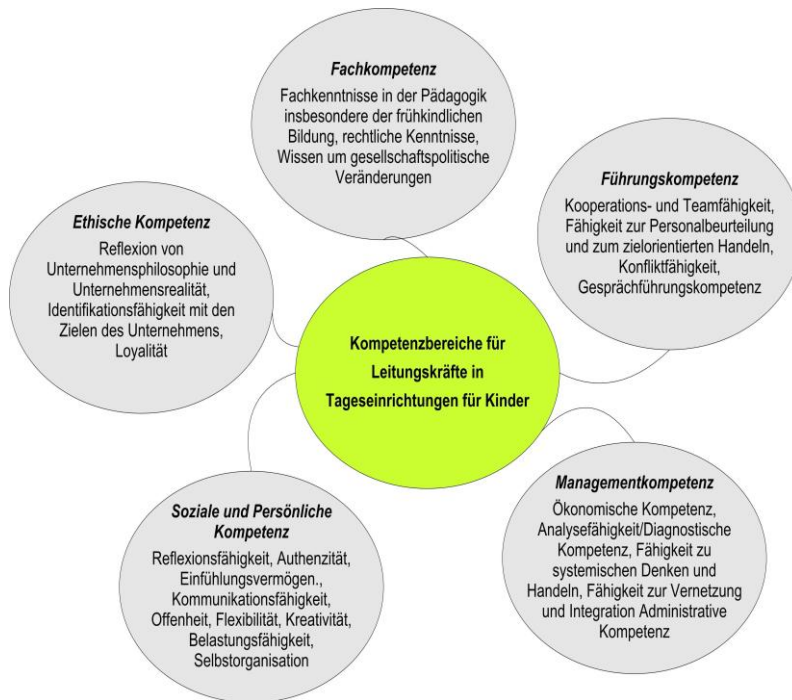 Fachkompetenz
Fachkenntnisse in der Pädagogik
insbesondere der frühkindlichen
Bildung, rechtliche Kenntnisse,
Wissen um gesellschaftspolitische
Veränderungen
Führungskompetenz
Kooperations- und Teamfähigkeit,
Fähigkeit zur Personalbeurteilung
und zum zielorientierten Handeln,
Konfliktfähigkeit,
Gesprächführungskompetenz
Ethische Kompetenz
Reflexion von
Unternehmensphilosophie und
Unternehmensrealität,
Identifikationsfähigkeit mit den
Zielen des Unternehmens,
Loyalität
Kompetenzbereiche für
Leitungskräfte in
Tageseinrichtungen für Kinder
Soziale und Persönliche
Kompetenz
Reflexionsfähigkeit, Authenzität,
Einfühlungsvermögen.,
Kommunikationsfähigkeit,
Offenheit, Flexibilität, Kreativität,
Belastungsfähigkeit,
Selbstorganisation
Managementkompetenz
Ökonomische Kompetenz,
Analysefähigkeit/Diagnostische
Kompetenz, Fähigkeit zu
systemischen Denken und
Handeln, Fähigkeit zur Vernetzung
und Integration Administrative
Kompetenz